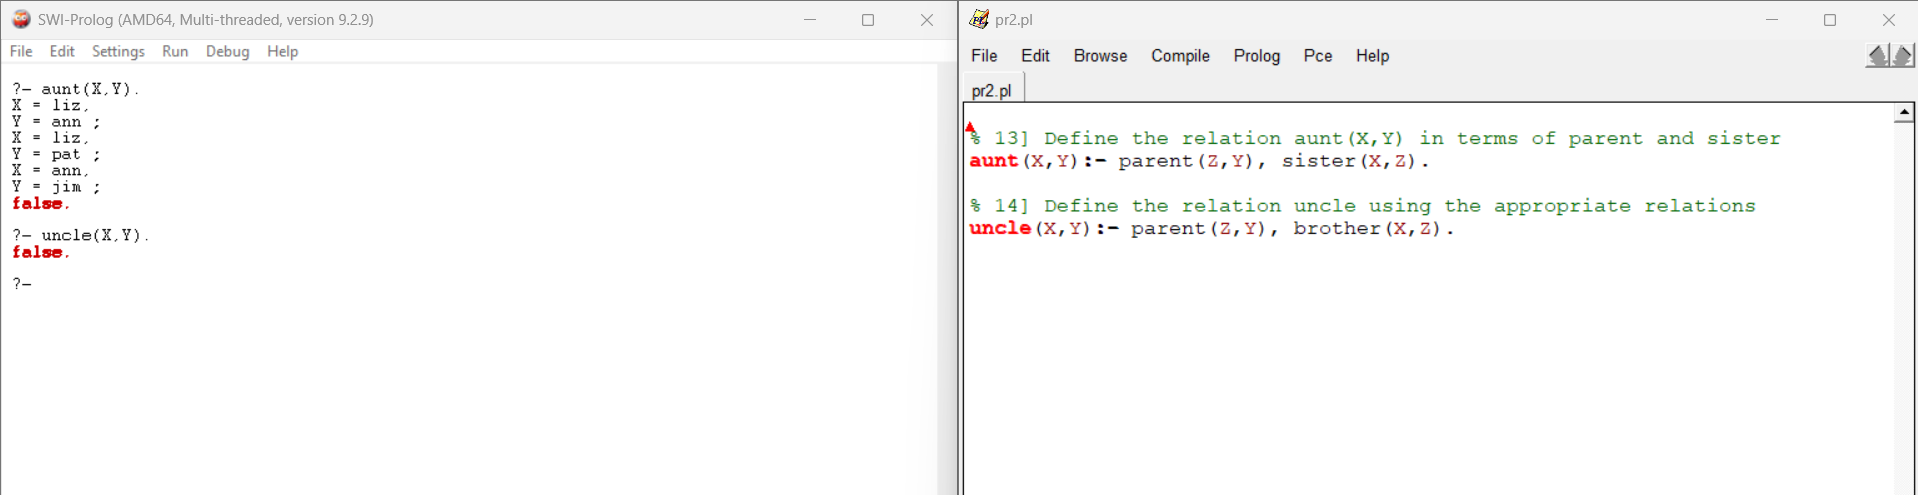 SWI-Prolog (AMD64, Multi-threaded, version 9.2.9)
File Edit Settings Run Debug Help
?- aunt(X,Y).
X = liz,
Y = ann ;
X = liz,
Y = pat ;
X = ann,
Y = jim ;
false.
?- uncle(X,Y).
false.
?-
pr2.pl
File Edit Browse Compile Prolog Pce Help
pr2.pl
% 13] Define the relation aunt(X,Y) in terms of parent and sister
aunt(X,Y):- parent(Z,Y), sister(X,Z).
% 14] Define the relation uncle using the appropriate relations
uncle(X,Y):- parent(Z,Y), brother(X,Z).